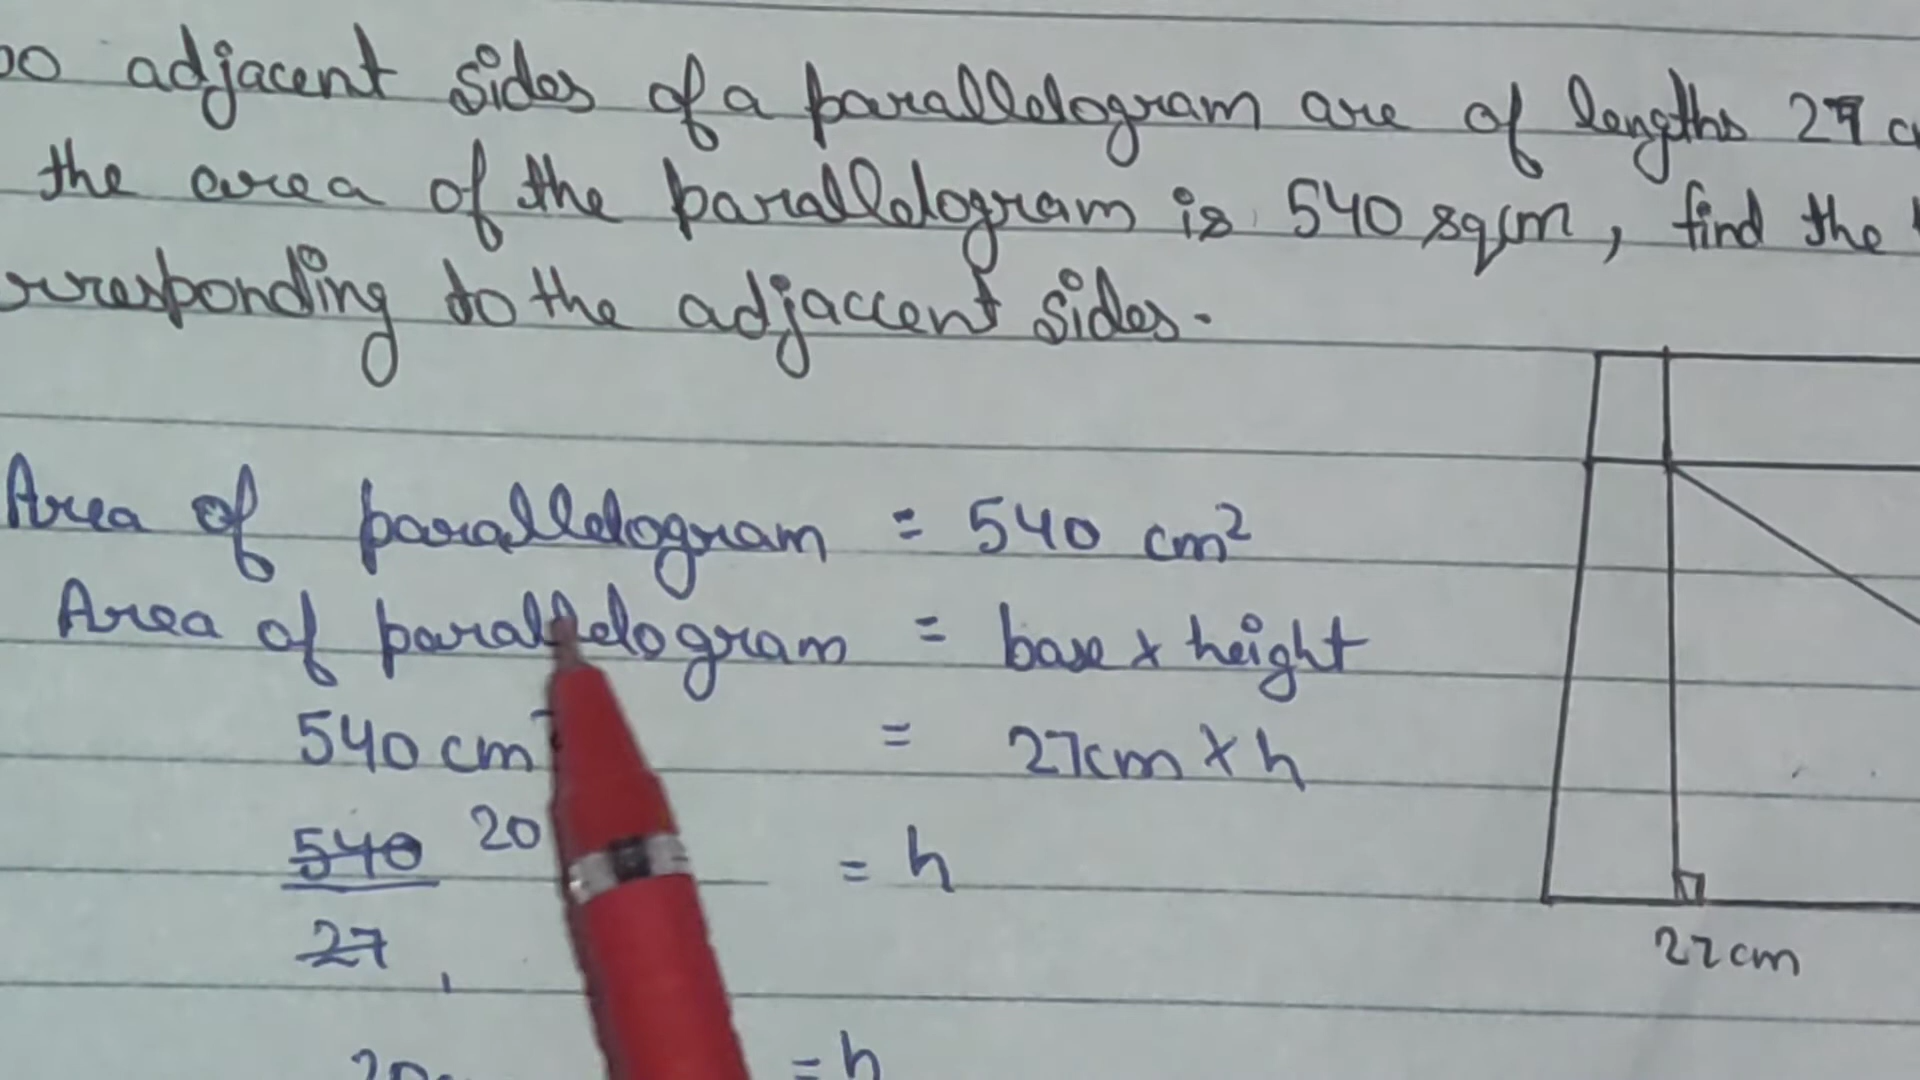 adjacent sides of a parallelogram are of lengths 27
the area of the parallelogram is 540 sqcm, find the
rresponding to the adjaccent sides.
Area of parallelogram = 540 cm²
Area of parallelogram = base x height
540 cm = 27cm x h
540 20 = h
27
27cm
= h